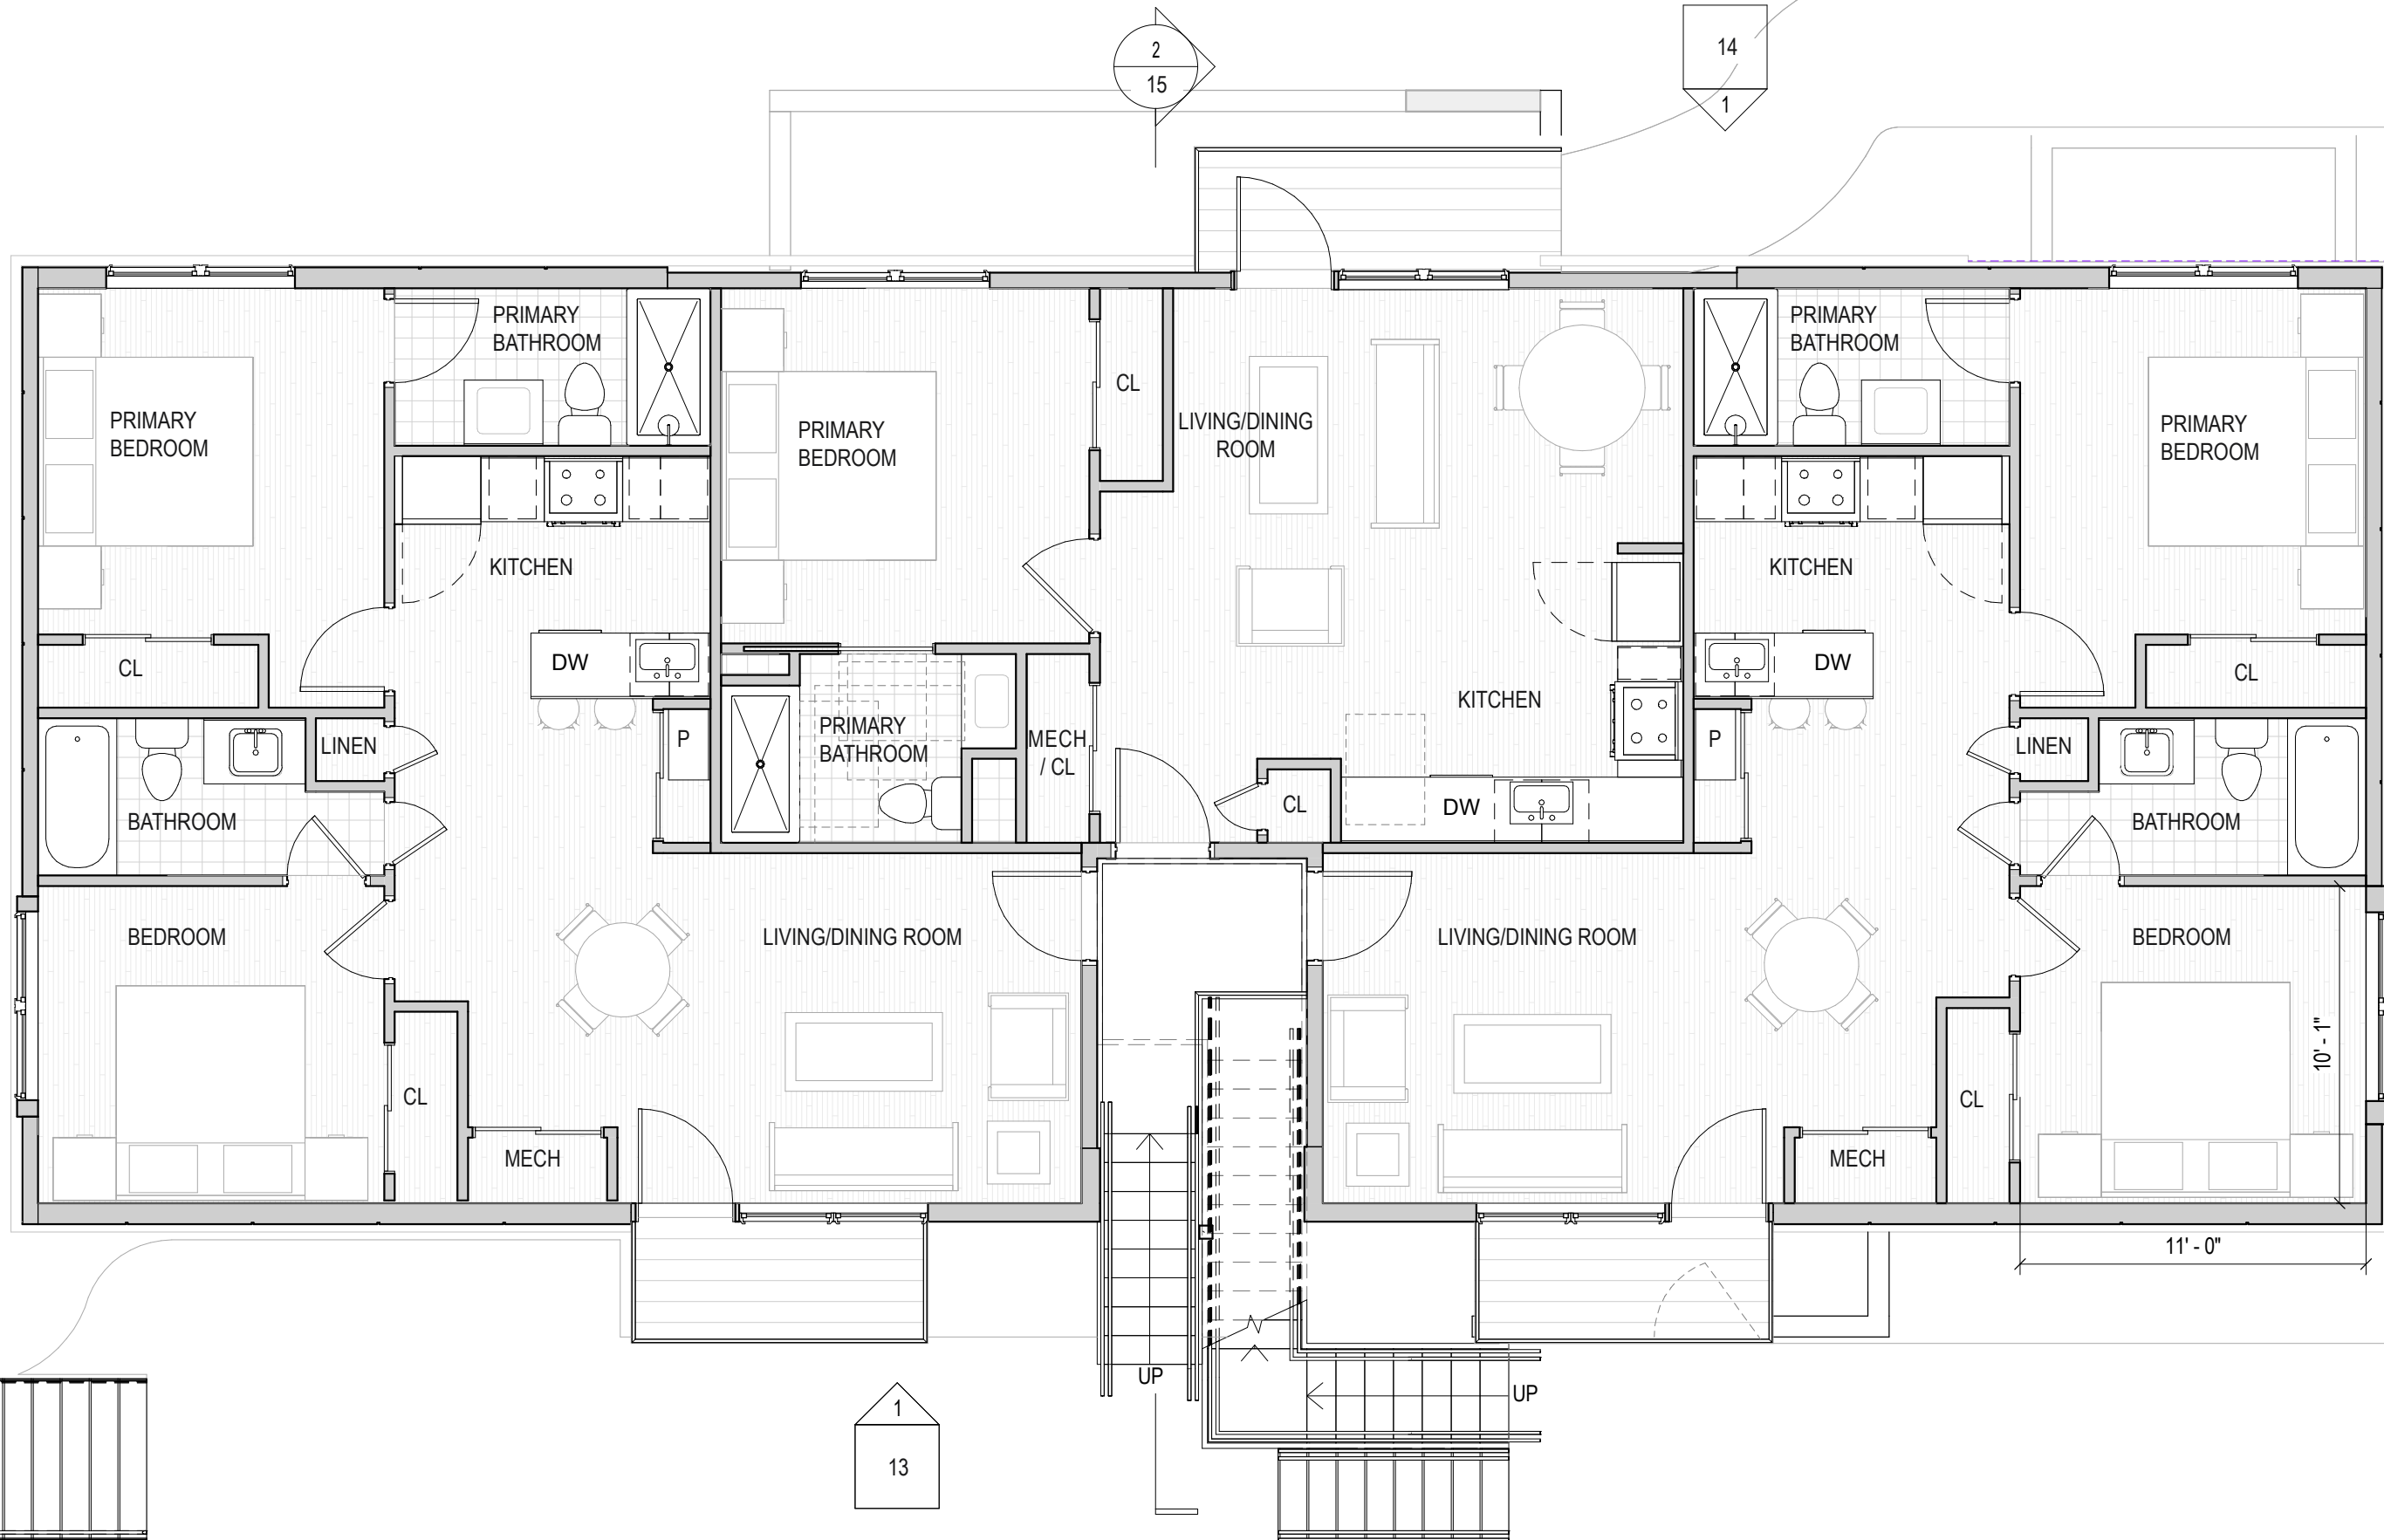 2
15
14
1
PRIMARY
BATHROOM
PRIMARY
BEDROOM
PRIMARY
BEDROOM
CL
LIVING/DINING
ROOM
PRIMARY
BATHROOM
PRIMARY
BEDROOM
KITCHEN
KITCHEN
CL
DW
KITCHEN
DW
CL
LINEN
P
PRIMARY
BATHROOM
MECH
/ CL
CL
DW
P
LINEN
BATHROOM
BATHROOM
BEDROOM
LIVING/DINING ROOM
LIVING/DINING ROOM
BEDROOM
10' - 1"
CL
MECH
CL
MECH
11' - 0"
UP
UP
1
13